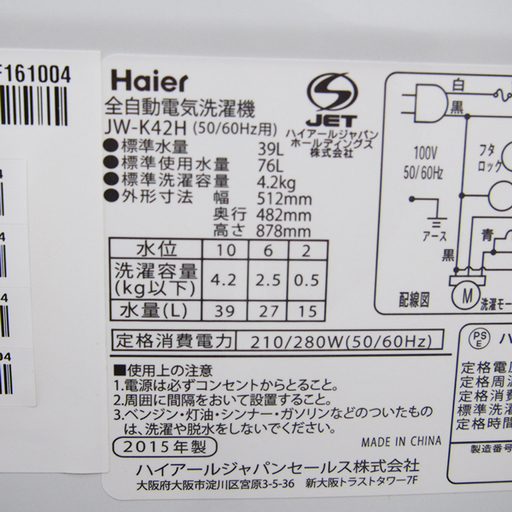 F161004
Haier
全自動電気洗濯機
JW-K42H (50/60Hz用)
JET
ハイアールジャパン
ホールディングス
株式会社
●標準水量 39L
●標準使用水量 76L
●標準洗濯容量 4.2kg
●外形寸法 幅 512mm
奥行 482mm
高さ 878mm
水位 10 6 2
洗濯容量(kg以下) 4.2 2.5 0.5
水量(L) 39 27 15
定格消費電力 210/280W(50/60Hz)
■使用上の注意
1.電源は必ずコンセントからとること。
2.周囲に間隔をおいて設置すること。
3.ベンジン・灯油・シンナー・ガソリンなどのついたもの
は、洗濯や脱水をしないでください。
2015年製
MADE IN CHINA
ハイアールジャパンセールス株式会社
大阪府大阪市淀川区宮原3-5-36 新大阪トラストタワー7F
白
黒
100V
50/60Hz
フタ
ロック
アース
青
黒
M
配線図
洗濯モー
PS
E
ハ
定格電
定格周
定格消
標準洗
定格時
製造番号
4
4
04